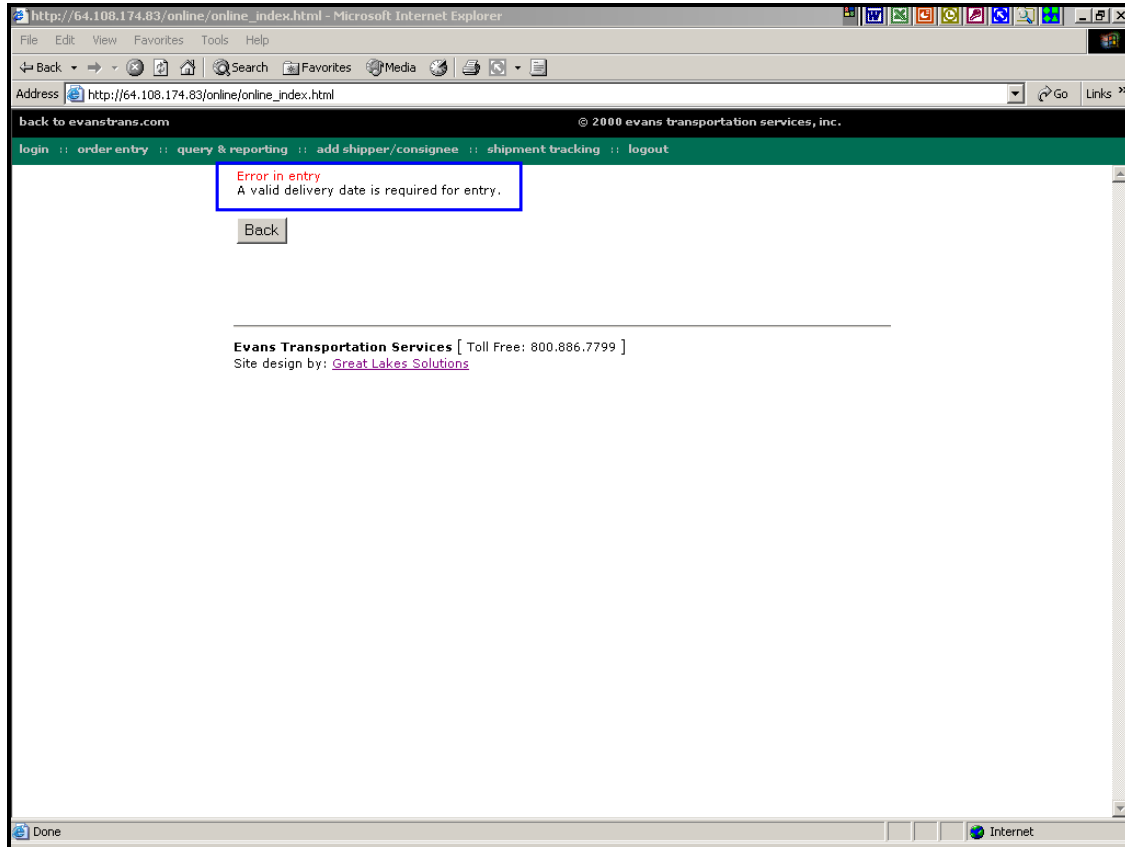 http://64.108.174.83/online/online_index.html - Microsoft Internet Explorer
File Edit View Favorites Tools Help
Back Search Favorites Media
Address http://64.108.174.83/online/online_index.html Go Links »
back to evanstrans.com © 2000 evans transportation services, inc.
login :: order entry :: query & reporting :: add shipper/consignee :: shipment tracking :: logout
Error in entry
A valid delivery date is required for entry.
Back
Evans Transportation Services [ Toll Free: 800.886.7799 ]
Site design by: Great Lakes Solutions
Done Internet